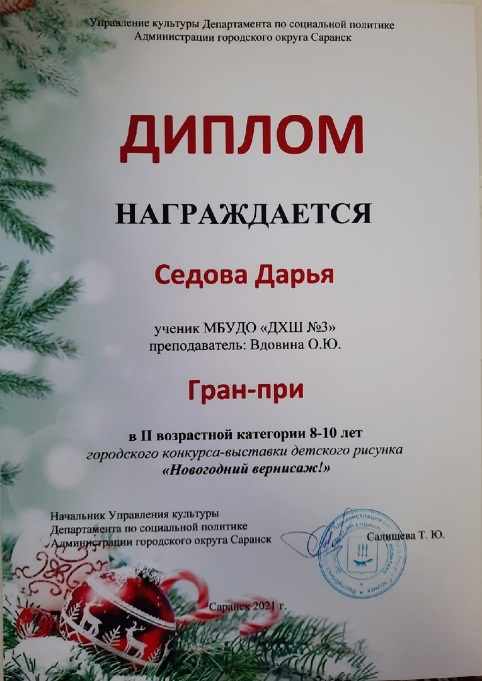 Управление культуры Департамента по социальной политике
Администрации городского округа Саранск
ДИПЛОМ
НАГРАЖДАЕТСЯ
Седова Дарья
ученик МБУДО «ДХШ №3»
преподаватель: Вдовина О.Ю.
Гран-при
в II возрастной категории 8-10 лет
городского конкурса-выставки детского рисунка
«Новогодний вернисаж!»
Начальник Управления культуры
Департамента по социальной политике
Администрации городского округа Саранск
Салищева Т. Ю.
Саранск 2021 г.